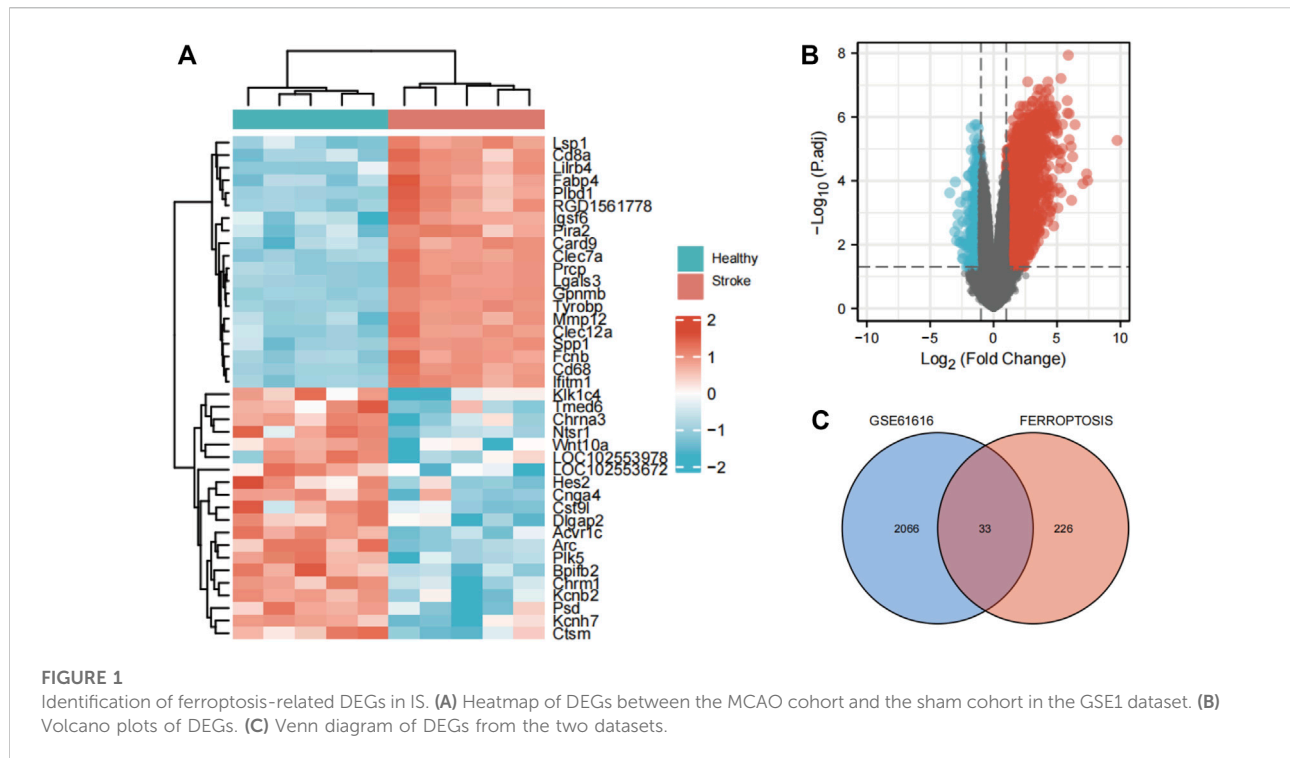 A
Lsp1
Cd8a
Lilrb4
Fabp4
Plbd1
RGD1561778
Igsf6
Pira2
Card9
Clec7a
Prcp
Lgals3
Gpnmb
Tyrobp
Mmp12
Clec12a
Spp1
Fcnb
Cd68
Ifitm1
Klk1c4
Tmed6
Chrna3
Ntsr1
Wnt10a
LOC102553978
LOC102553672
Hes2
Cnga4
Cst9l
Dlgap2
Acvr1c
Arc
Plk5
Bpifb2
Chrm1
Kcnb2
Psd
Kcnh7
Ctsm
Healthy
Stroke
2
1
0
−1
−2
B
−Log10 (P.adj)
8
6
4
2
0
−10
−5
0
5
10
Log2 (Fold Change)
C
GSE61616
FERROPTOSIS
2066
33
226
FIGURE 1
Identification of ferroptosis-related DEGs in IS. (A) Heatmap of DEGs between the MCAO cohort and the sham cohort in the GSE1 dataset. (B)
Volcano plots of DEGs. (C) Venn diagram of DEGs from the two datasets.